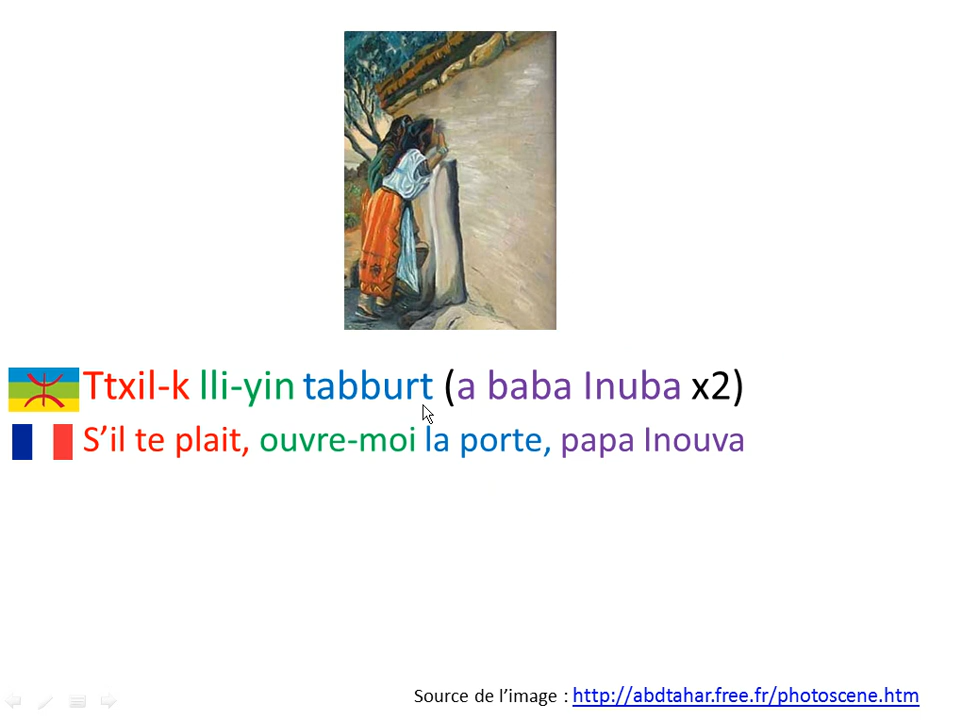 Ttxil-k lli-yin tabburt (a baba Inuba x2)
S’il te plait, ouvre-moi la porte, papa Inouva
Source de l’image : http://abdtahar.free.fr/photoscene.htm